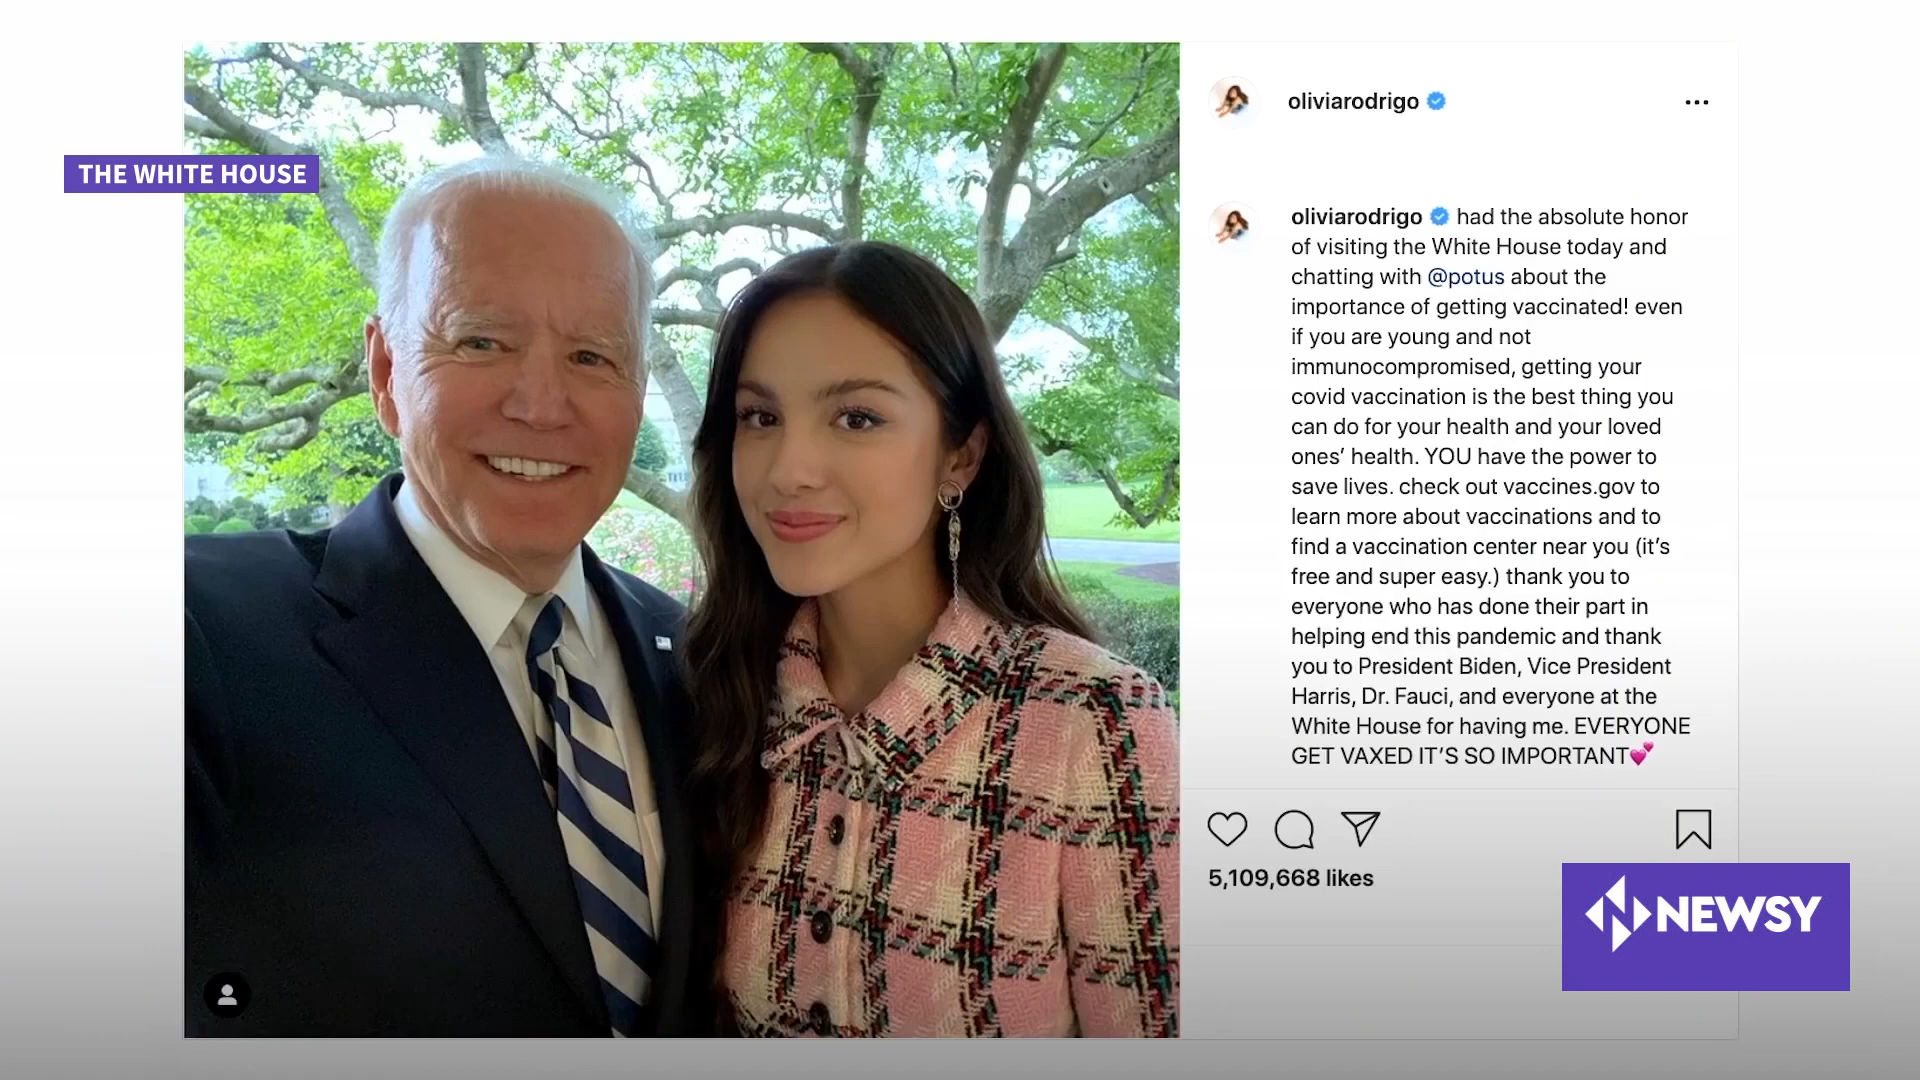 THE WHITE HOUSE
oliviarodrigo
oliviarodrigo had the absolute honor
of visiting the White House today and
chatting with @potus about the
importance of getting vaccinated! even
if you are young and not
immunocompromised, getting your
covid vaccination is the best thing you
can do for your health and your loved
ones’ health. YOU have the power to
save lives. check out vaccines.gov to
learn more about vaccinations and to
find a vaccination center near you (it’s
free and super easy.) thank you to
everyone who has done their part in
helping end this pandemic and thank
you to President Biden, Vice President
Harris, Dr. Fauci, and everyone at the
White House for having me. EVERYONE
GET VAXED IT’S SO IMPORTANT💕
5,109,668 likes
NEWSY